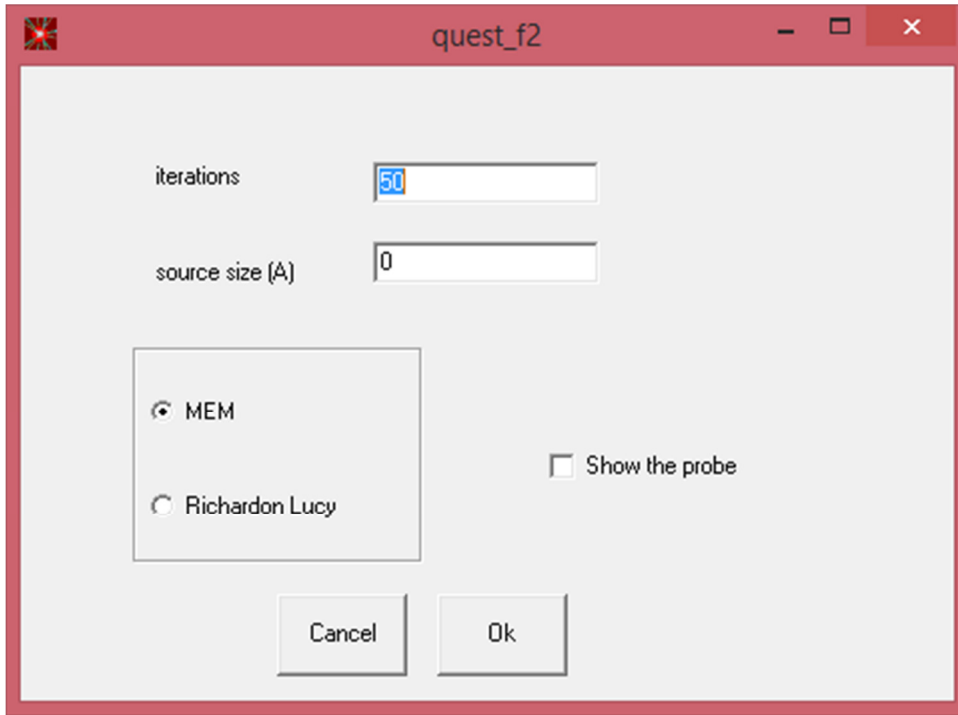 quest_f2
iterations
50
source size (A)
0
MEM
Show the probe
Richardon Lucy
Cancel
Ok